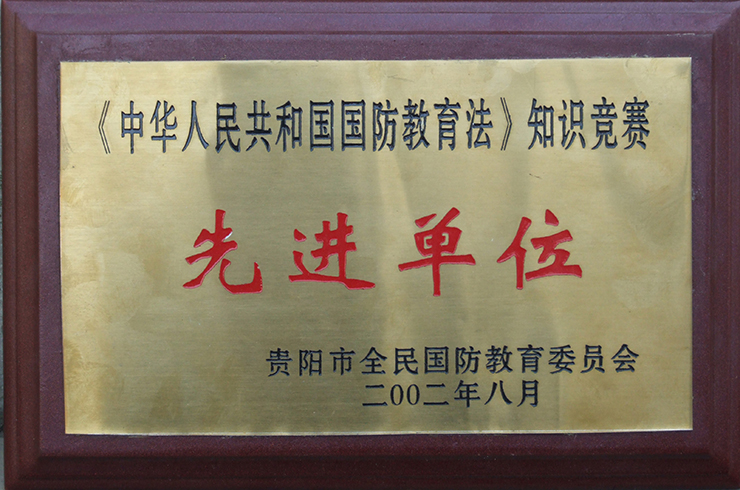 《中华人民共和国国防教育法》知识竞赛
先进单位
贵阳市全民国防教育委员会
二00二年八月